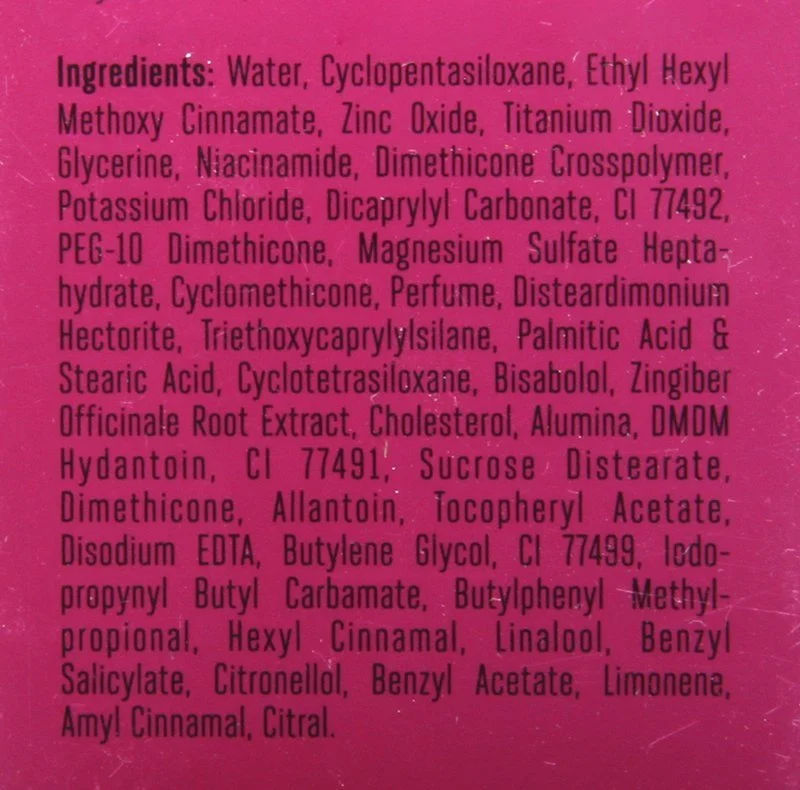 Ingredients: Water, Cyclopentasiloxane, Ethyl Hexyl
Methoxy Cinnamate, Zinc Oxide, Titanium Dioxide,
Glycerine, Niacinamide, Dimethicone Crosspolymer,
Potassium Chloride, Dicaprylyl Carbonate, CI 77492,
PEG-10 Dimethicone, Magnesium Sulfate Hepta-
hydrate, Cyclomethicone, Perfume, Disteardimonium
Hectorite, Triethoxycaprylylsilane, Palmitic Acid &
Stearic Acid, Cyclotetrasiloxane, Bisabolol, Zingiber
Officinale Root Extract, Cholesterol, Alumina, DMDM
Hydantoin, CI 77491, Sucrose Distearate,
Dimethicone, Allantoin, Tocopheryl Acetate,
Disodium EDTA, Butylene Glycol, CI 77499, Iodo-
propynyl Butyl Carbamate, Butylphenyl Methyl-
propional, Hexyl Cinnamal, Linalool, Benzyl
Salicylate, Citronellol, Benzyl Acetate, Limonene,
Amyl Cinnamal, Citral.